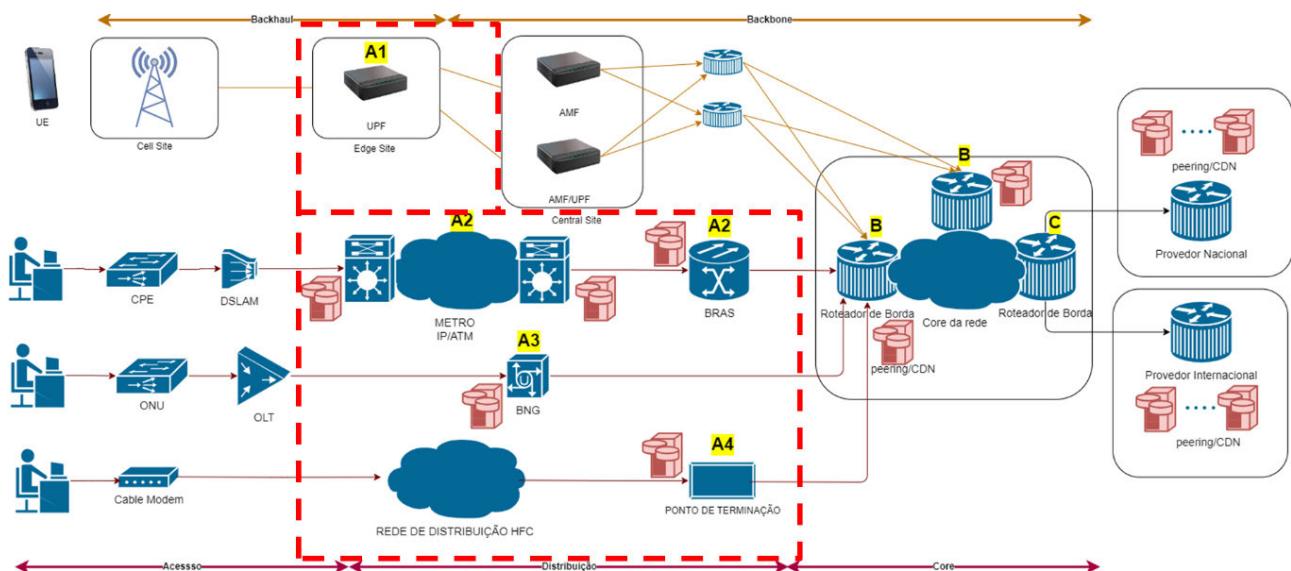 Backhaul
Backbone
A1
UPF
Edge Site
UE
Cell Site
AMF
AMF/UPF
Central Site
peering/CDN
Provedor Nacional
B
B
C
Roteador de Borda
Core da rede
Roteador de Borda
peering/CDN
A2
A2
CPE
DSLAM
METRO
IP/ATM
BRAS
Provedor Internacional
peering/CDN
A3
ONU
OLT
BNG
A4
Cable Modem
REDE DE DISTRIBUIÇÃO HFC
PONTO DE TERMINAÇÃO
Acessso
Distribuição
Core